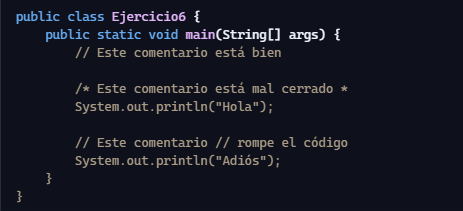 public class Ejercicio6 {
    public static void main(String[] args) {
        // Este comentario está bien

        /* Este comentario está mal cerrado *
        System.out.println("Hola");

        // Este comentario // rompe el código
        System.out.println("Adiós");
    }
}